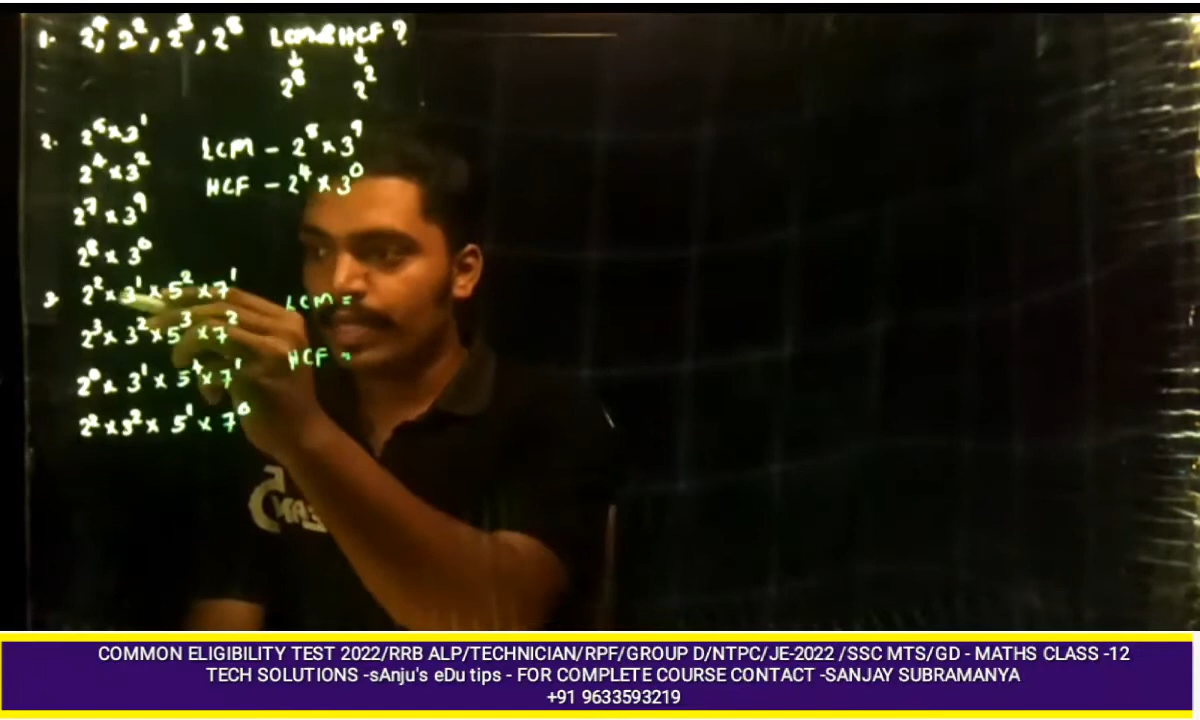 1. 2⁴, 2², 2³, 2⁸ LCM & HCF ?
↓ ↓
2⁸ 2²
2. 2⁵ × 3¹
LCM - 2⁸ × 3⁹
2⁴ × 3²
HCF - 2⁴ × 3⁰
2⁷ × 3⁹
2⁸ × 3⁰
3. 2² × 3¹ × 5² × 7¹ LCM =
2³ × 3² × 5³ × 7²
HCF =
2⁰ × 3¹ × 5⁴ × 7¹
2² × 3² × 5¹ × 7⁰
COMMON ELIGIBILITY TEST 2022/RRB ALP/TECHNICIAN/RPF/GROUP D/NTPC/JE-2022 /SSC MTS/GD - MATHS CLASS -12
TECH SOLUTIONS -sAnju's eDu tips - FOR COMPLETE COURSE CONTACT -SANJAY SUBRAMANYA
+91 9633593219